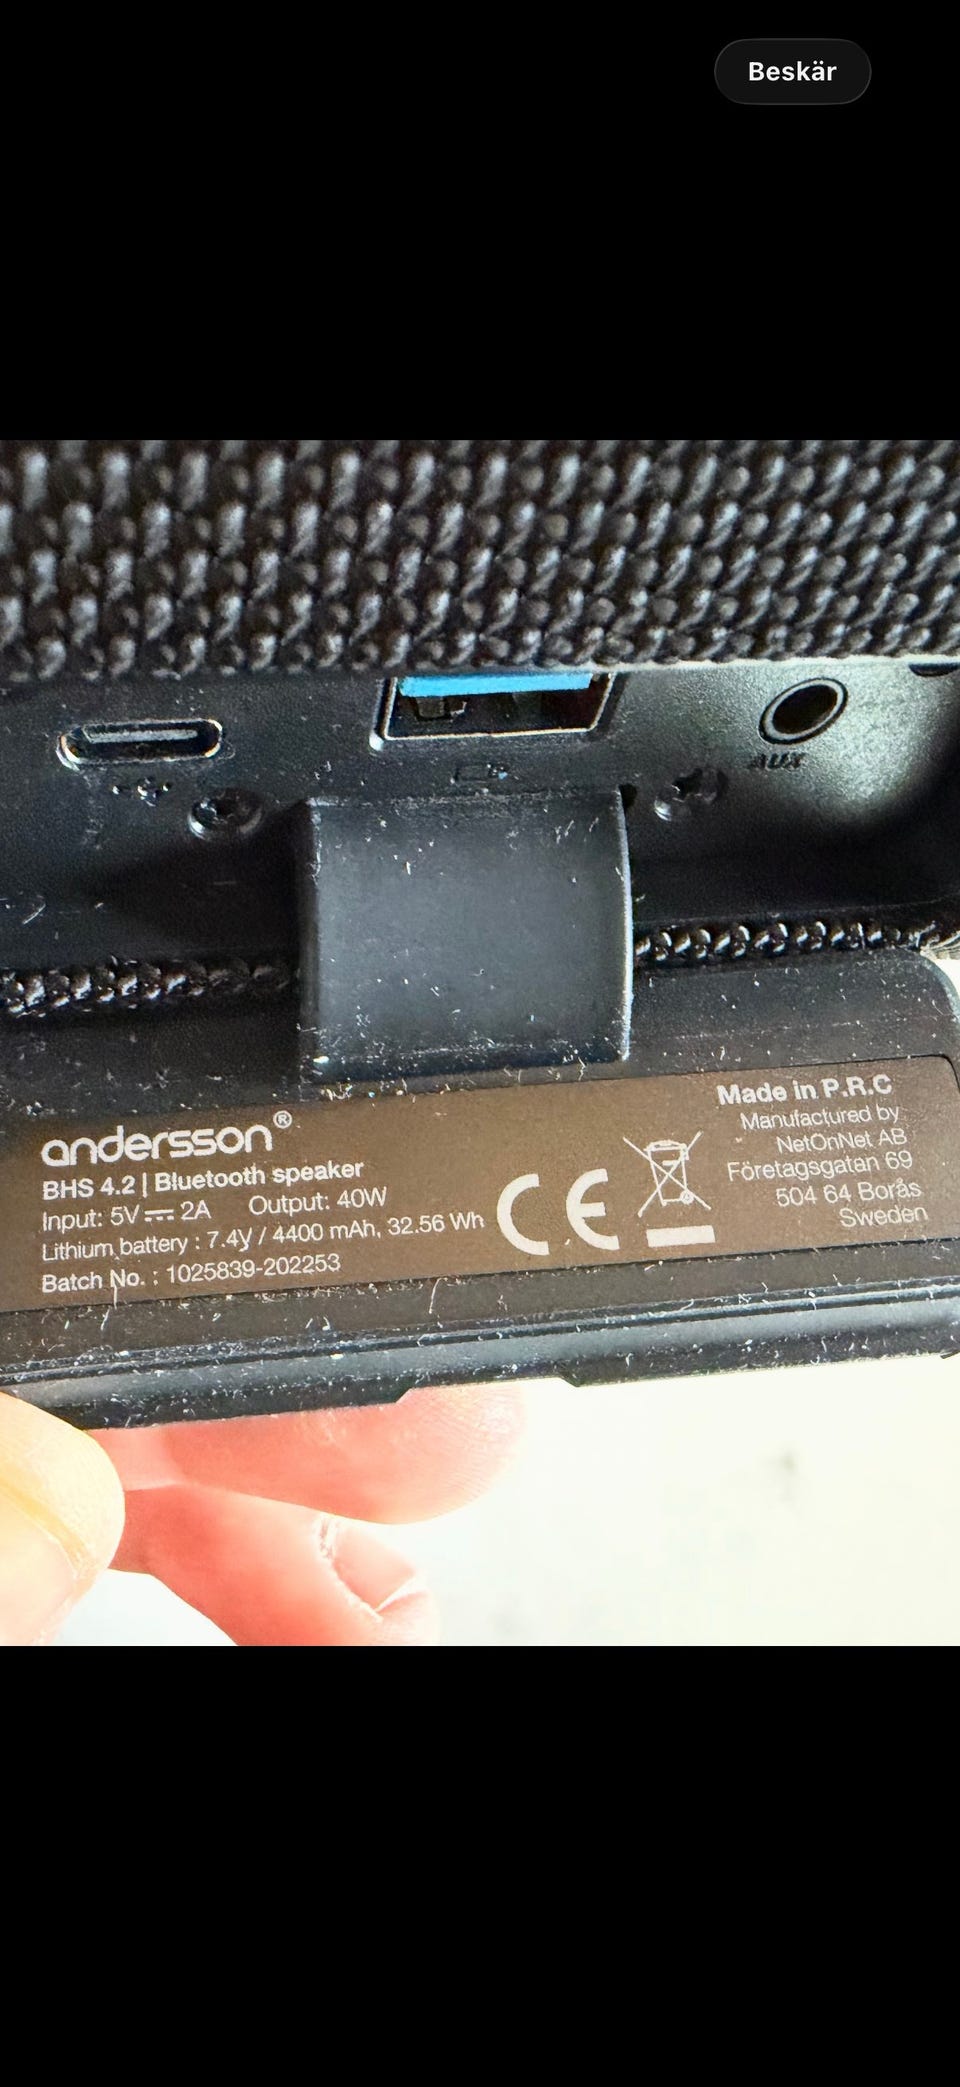 Beskär
AUX
andersson®
BHS 4.2 | Bluetooth speaker
Input: 5V ⎓ 2A Output: 40W
Lithium battery : 7.4V / 4400 mAh, 32.56 Wh
Batch No. : 1025839-202253
CE
Made in P.R.C
Manufactured by
NetOnNet AB
Företagsgatan 69
504 64 Borås
Sweden